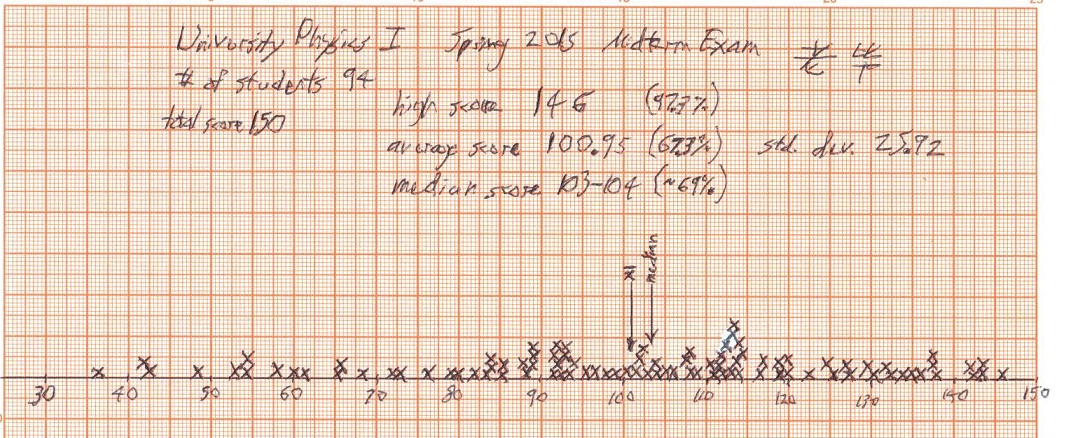 University Physics I Spring 2015 Midterm Exam
# of students 94
total score 150
high score 146 (97.3%)
average score 100.95 (67.3%) std. dev. 25.92
median score 103-104 (~69%)
x̄ median
30 40 50 60 70 80 90 100 110 120 130 140 150